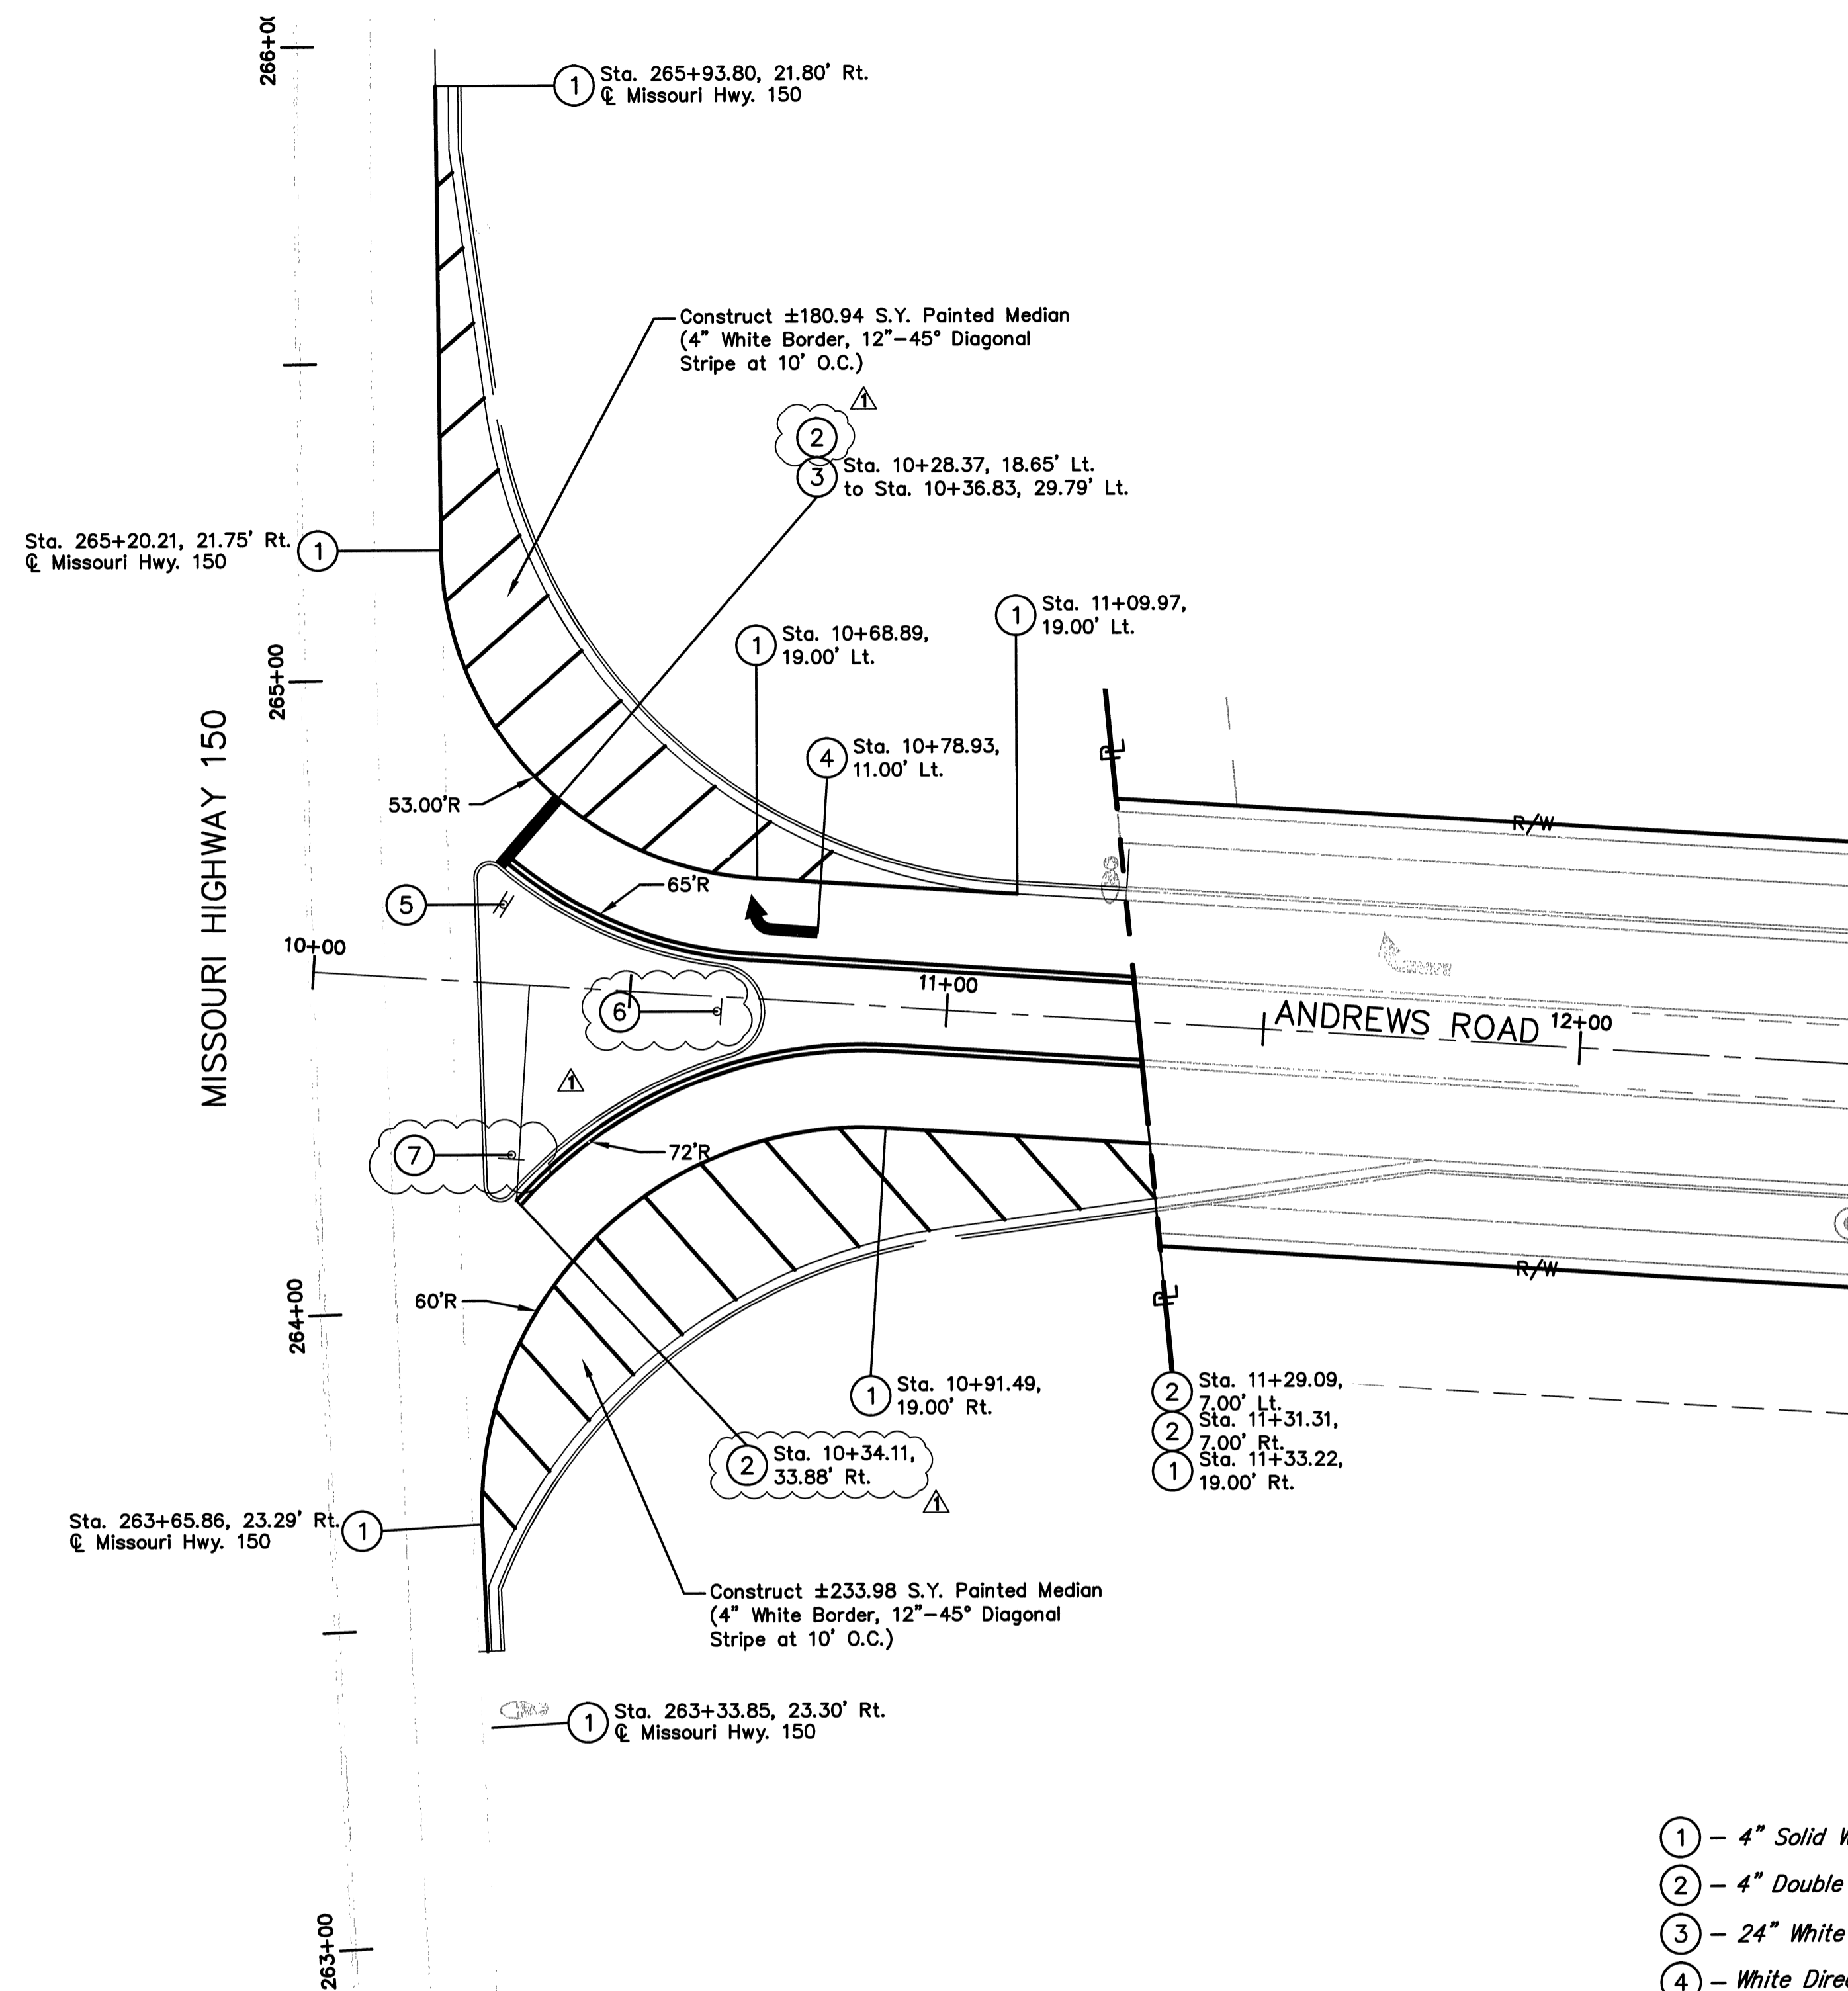 266+0
1 Sta. 265+93.80, 21.80' Rt.
℄ Missouri Hwy. 150
Construct ±180.94 S.Y. Painted Median
(4" White Border, 12"-45° Diagonal
Stripe at 10' O.C.)
1
2
3 Sta. 10+28.37, 18.65' Lt.
to Sta. 10+36.83, 29.79' Lt.
Sta. 265+20.21, 21.75' Rt. 1
℄ Missouri Hwy. 150
1 Sta. 11+09.97,
19.00' Lt.
1 Sta. 10+68.89,
19.00' Lt.
265+00
4 Sta. 10+78.93,
11.00' Lt.
PL
53.00'R
R/W
65'R
5
MISSOURI HIGHWAY 150
10+00
11+00
6
ANDREWS ROAD
12+00
1
7
72'R
R/W
PL
60'R
264+00
1 Sta. 10+91.49,
19.00' Rt.
2 Sta. 11+29.09,
7.00' Lt.
2 Sta. 11+31.31,
7.00' Rt.
1 Sta. 11+33.22,
19.00' Rt.
2 Sta. 10+34.11,
33.88' Rt.
1
Sta. 263+65.86, 23.29' Rt. 1
℄ Missouri Hwy. 150
Construct ±233.98 S.Y. Painted Median
(4" White Border, 12"-45° Diagonal
Stripe at 10' O.C.)
1 Sta. 263+33.85, 23.30' Rt.
℄ Missouri Hwy. 150
263+00
1 – 4" Solid
2 – 4" Double
3 – 24" White
4 – White